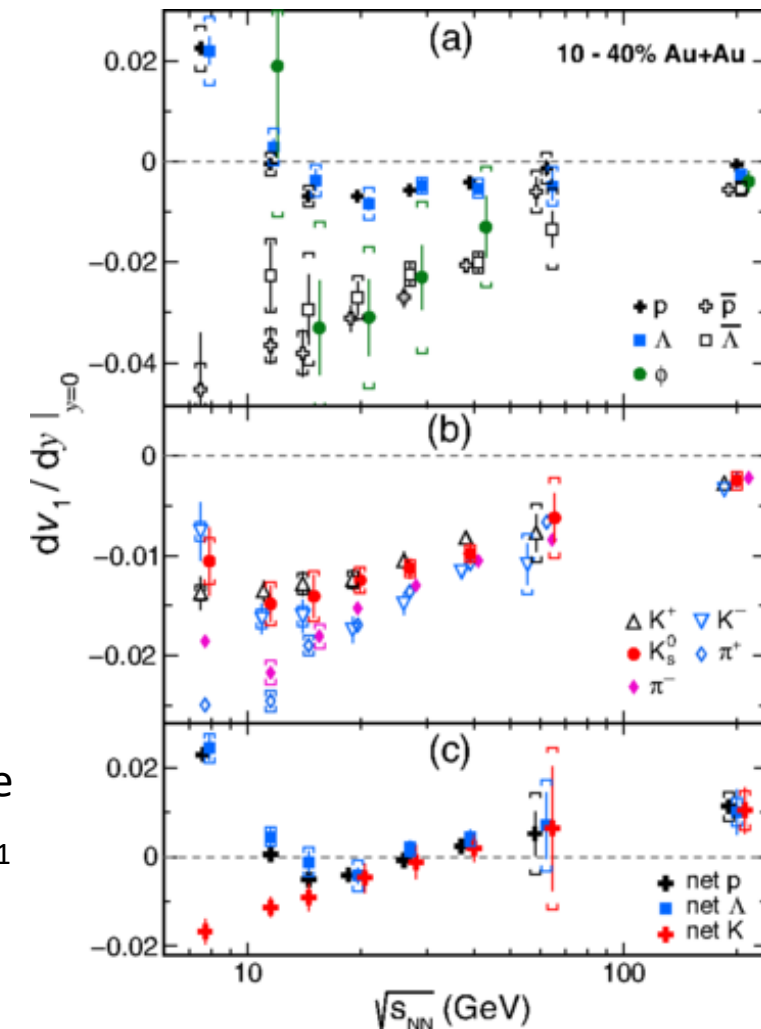 (a)
10 - 40% Au+Au
0.02
0
−0.02
−0.04
p p̅
Λ Λ̅
ϕ
dv₁ / dy |y=0
(b)
0
−0.01
−0.02
K⁺ K⁻
K⁰s π⁺
π⁻
(c)
0.02
0
−0.02
net p
net Λ
net K
10 100
√sNN (GeV)
e
1